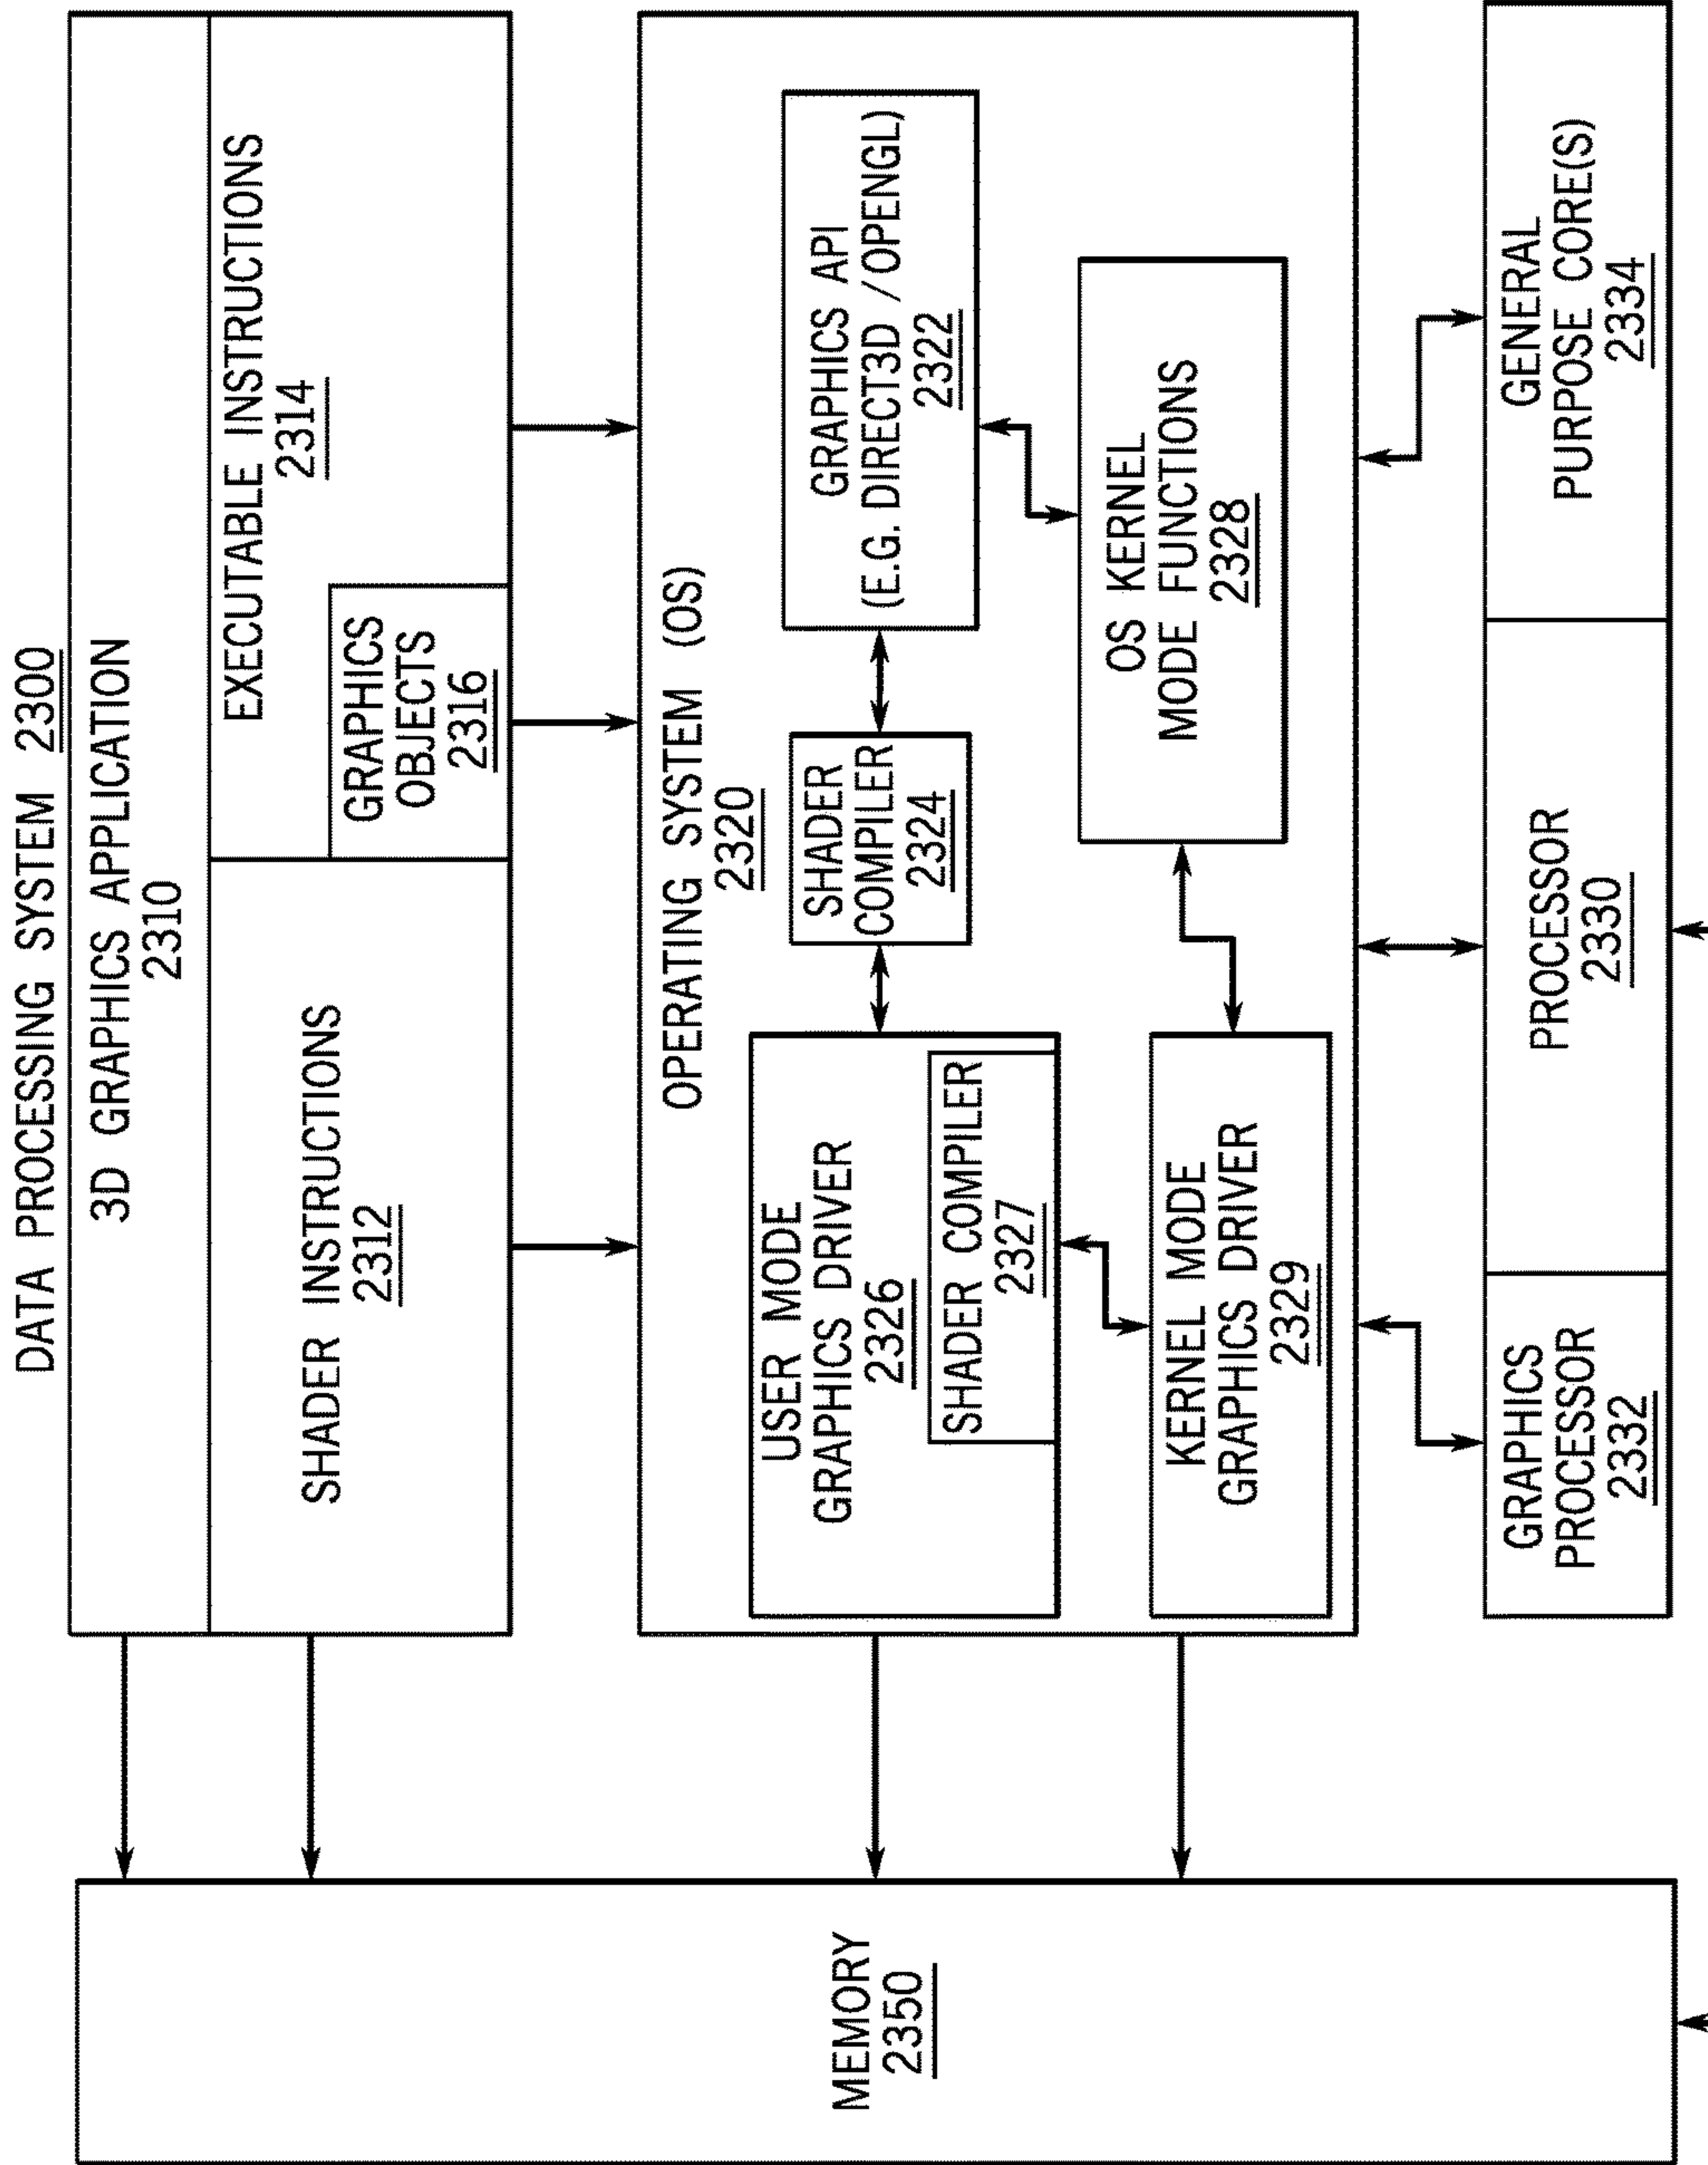 DATA PROCESSING SYSTEM 2300
3D GRAPHICS APPLICATION
2310
SHADER INSTRUCTIONS
2312
EXECUTABLE INSTRUCTIONS
2314
GRAPHICS
OBJECTS
2316
OPERATING SYSTEM (OS)
2320
USER MODE
GRAPHICS DRIVER
2326
SHADER COMPILER
2327
SHADER
COMPILER
2324
GRAPHICS API
(E.G. DIRECT3D /OPENGL)
2322
KERNEL MODE
GRAPHICS DRIVER
2329
OS KERNEL
MODE FUNCTIONS
2328
GRAPHICS
PROCESSOR
2332
PROCESSOR
2330
GENERAL
PURPOSE CORE(S)
2334
MEMORY
2350